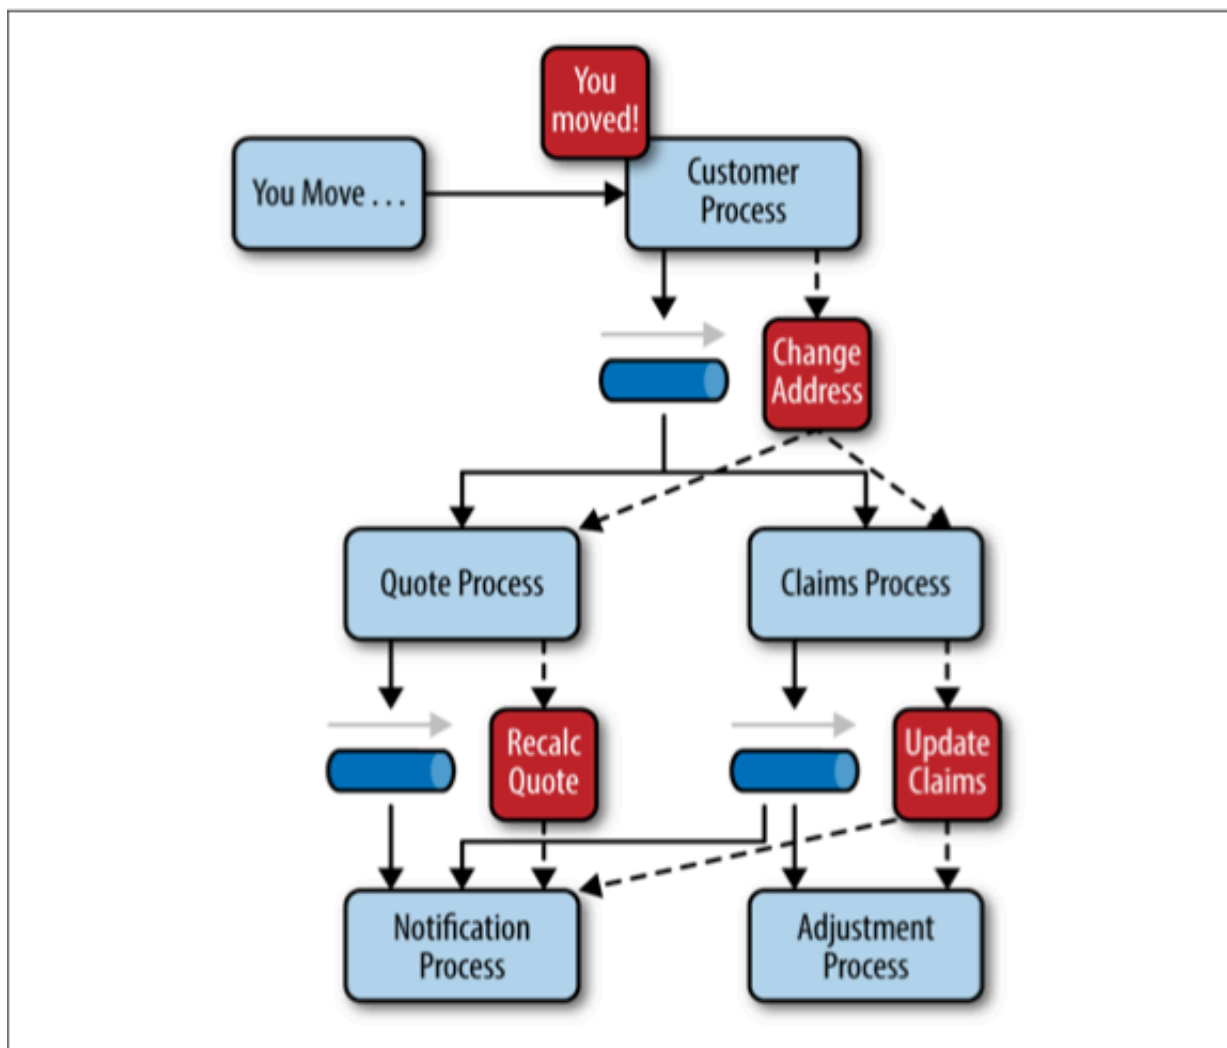 You
moved!
You Move . . .
Customer
Process
Change
Address
Quote Process
Claims Process
Recalc
Quote
Update
Claims
Notification
Process
Adjustment
Process